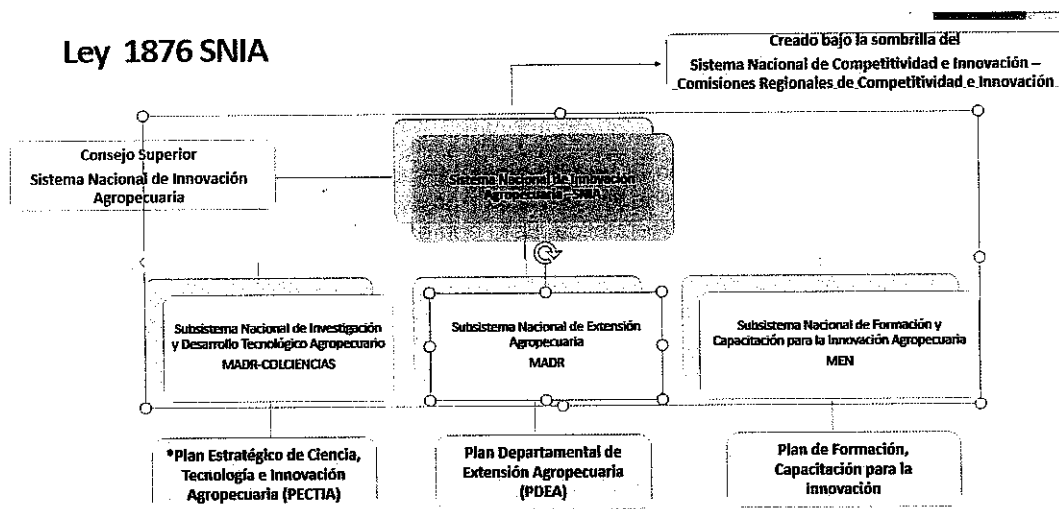 Ley 1876 SNIA
Creado bajo la sombrilla del
Sistema Nacional de Competitividad e Innovación –
Comisiones Regionales de Competitividad e Innovación
Consejo Superior
Sistema Nacional de Innovación
Agropecuaria
Sistema Nacional de Innovación
Agropecuaria - SNIA
Subsistema Nacional de Investigación
y Desarrollo Tecnológico Agropecuario
MADR-COLCIENCIAS
Subsistema Nacional de Extensión
Agropecuaria
MADR
Subsistema Nacional de Formación y
Capacitación para la Innovación Agropecuaria
MEN
*Plan Estratégico de Ciencia,
Tecnología e Innovación
Agropecuaria (PECTIA)
Plan Departamental de
Extensión Agropecuaria
(PDEA)
Plan de Formación,
Capacitación para la
innovación